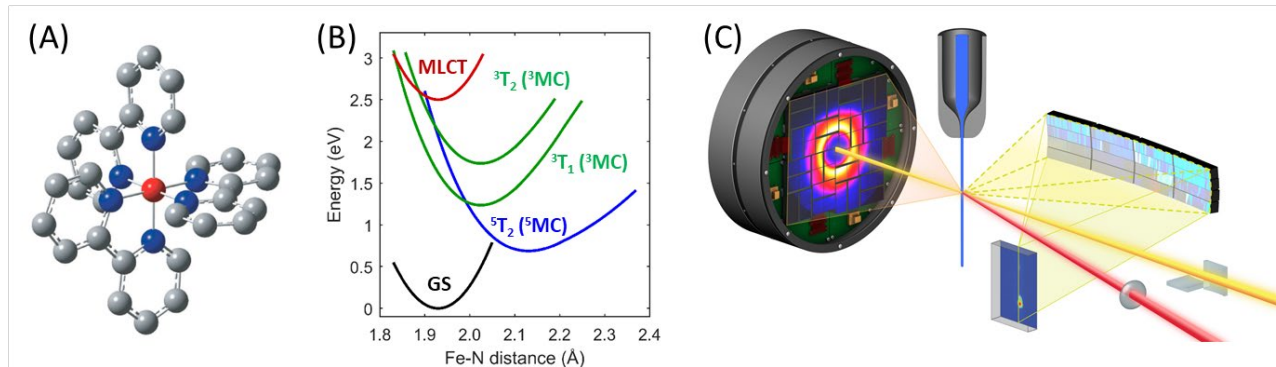 (A)
(B)
(C)
3
2.5
2
1.5
1
0.5
0
Energy (eV)
MLCT
³T₂ (³MC)
³T₁ (³MC)
⁵T₂ (⁵MC)
GS
1.8 1.9 2.0 2.1 2.2 2.3 2.4
Fe-N distance (Å)